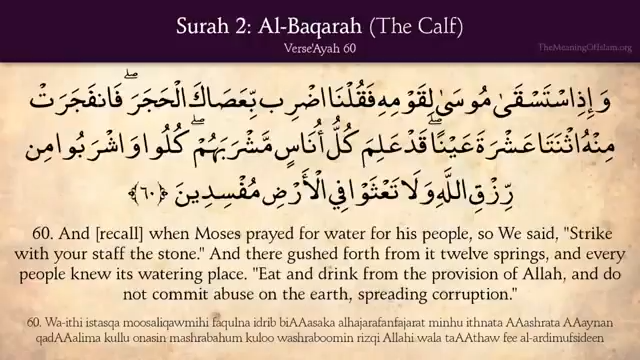 Surah 2: Al-Baqarah (The Calf)
Verse'Ayah 60
TheMeaningOfIslam.org
وَإِذِ اسْتَسْقَىٰ مُوسَىٰ لِقَوْمِهِ فَقُلْنَا اضْرِب بِّعَصَاكَ الْحَجَرَ ۖ فَانفَجَرَتْ
مِنْهُ اثْنَتَا عَشْرَةَ عَيْنًا ۖ قَدْ عَلِمَ كُلُّ أُنَاسٍ مَّشْرَبَهُمْ ۖ كُلُوا وَاشْرَبُوا مِن
رِّزْقِ اللَّهِ وَلَا تَعْثَوْا فِي الْأَرْضِ مُفْسِدِينَ ﴿٦٠﴾
60. And [recall] when Moses prayed for water for his people, so We said, "Strike
with your staff the stone." And there gushed forth from it twelve springs, and every
people knew its watering place. "Eat and drink from the provision of Allah, and do
not commit abuse on the earth, spreading corruption."
60. Wa-ithi istasqa moosaliqawmihi faqulna idrib biAAasaka alhajarafanfajarat minhu ithnata AAashrata AAaynan
qadAAalima kullu onasin mashrabahum kuloo washraboomin rizqi Allahi wala taAAthaw fee al-ardimufsideen